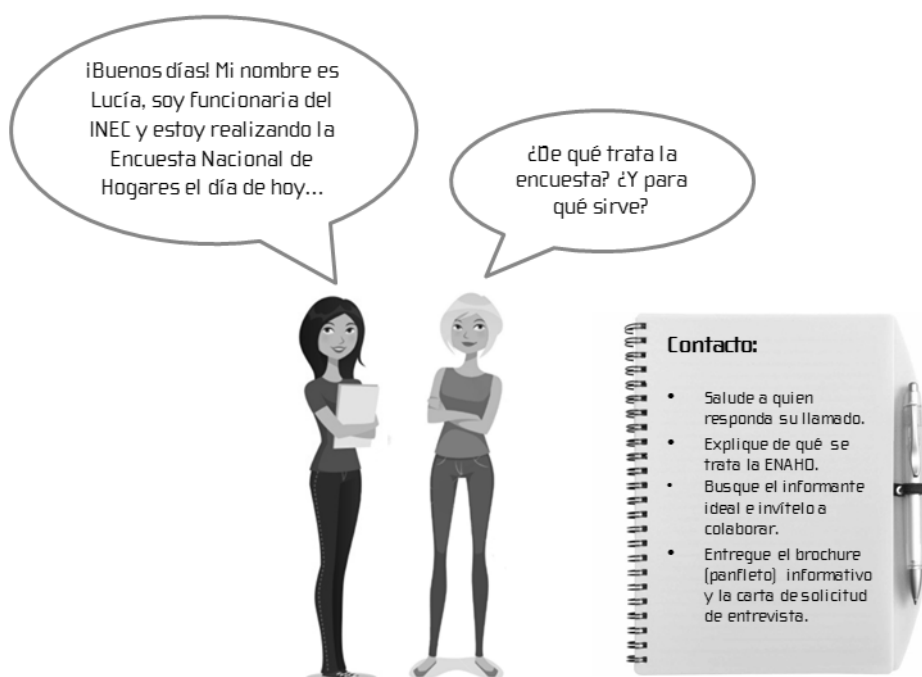 ¡Buenos días! Mi nombre es
Lucía, soy funcionaria del
INEC y estoy realizando la
Encuesta Nacional de
Hogares el día de hoy...
¿De qué trata la
encuesta? ¿Y para
qué sirve?
Contacto:
• Salude a quien
responda su llamado.
• Explique de qué se
trata la ENAHO.
• Busque el informante
ideal e invítelo a
colaborar.
• Entregue el brochure
(panfleto) informativo
y la carta de solicitud
de entrevista.